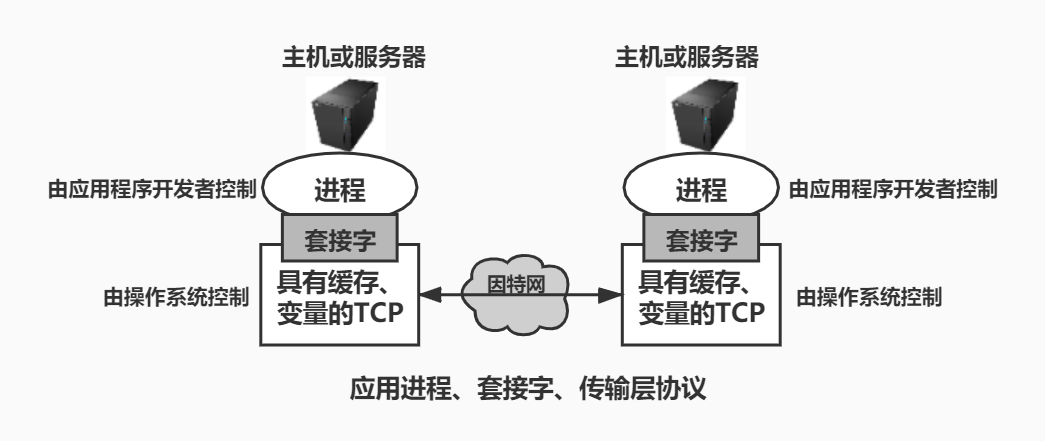 主机或服务器
主机或服务器
由应用程序开发者控制
进程
进程
由应用程序开发者控制
套接字
套接字
由操作系统控制
具有缓存、
变量的TCP
因特网
具有缓存、
变量的TCP
由操作系统控制
应用进程、套接字、传输层协议